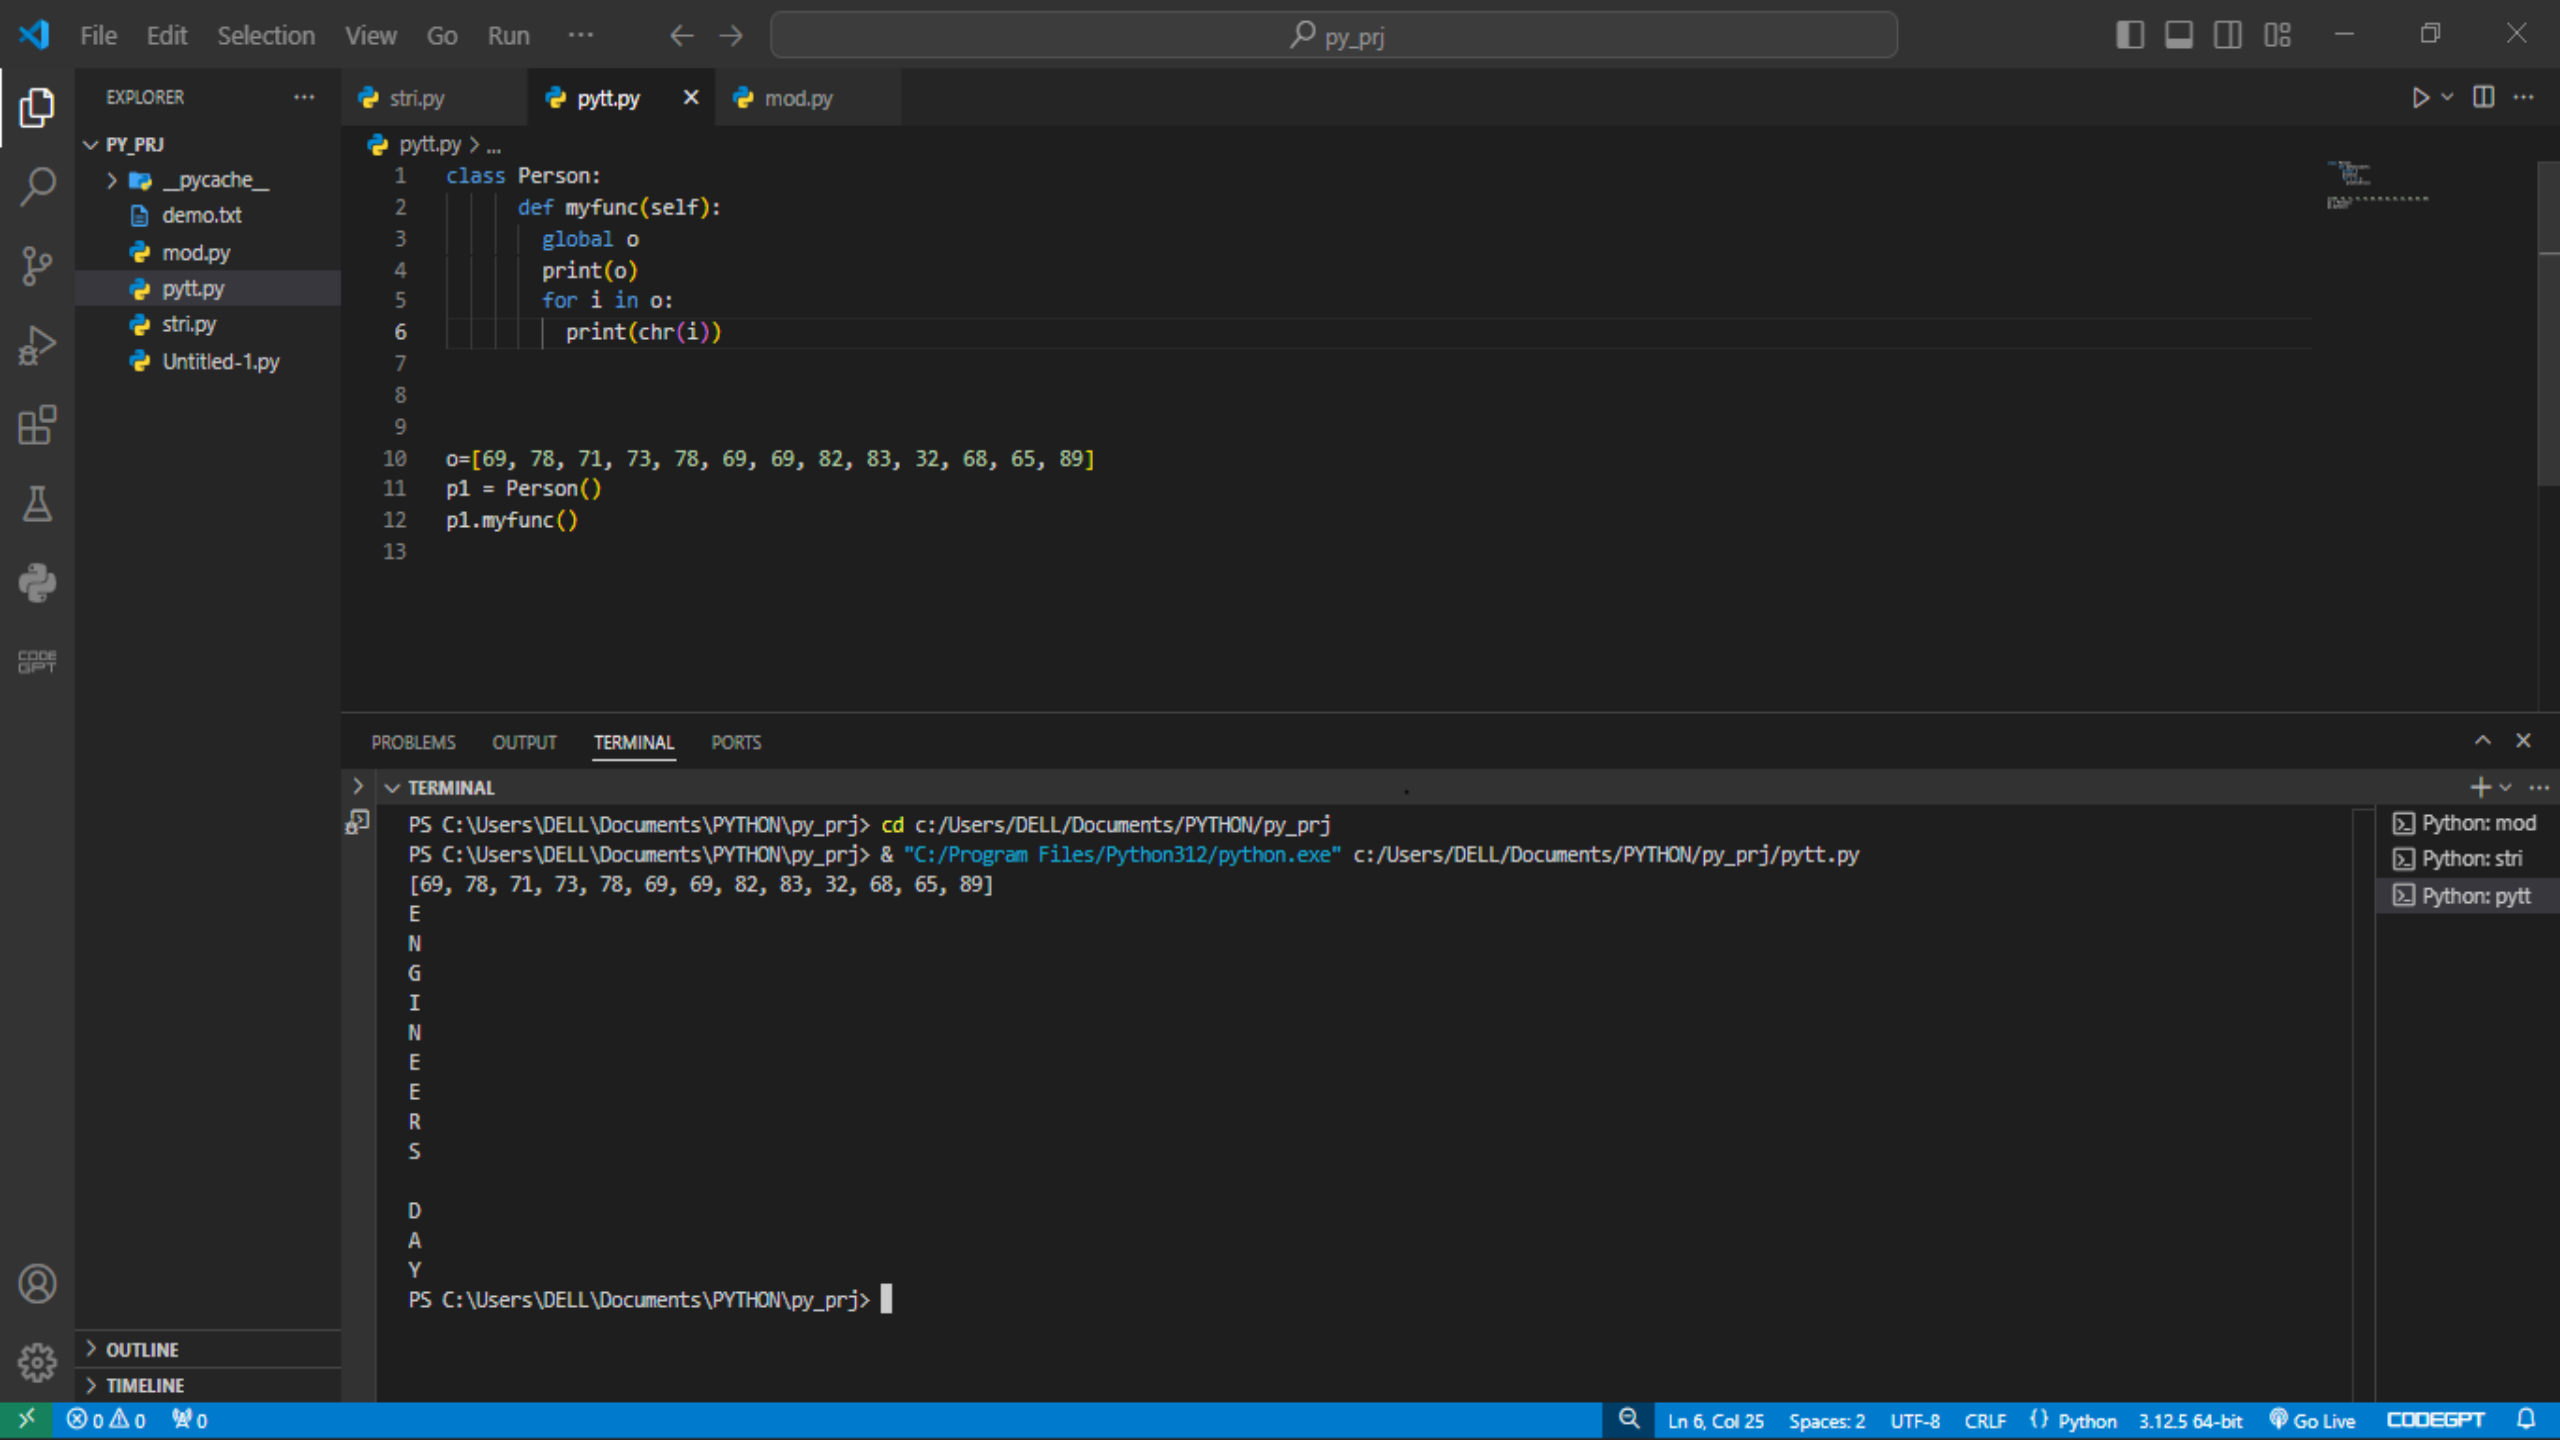 File Edit Selection View Go Run ··· py_prj
EXPLORER ···
PY_PRJ
__pycache__
demo.txt
mod.py
pytt.py
stri.py
Untitled-1.py
OUTLINE
TIMELINE
CODE
GPT
stri.py pytt.py mod.py
pytt.py > ...
1 class Person:
2 def myfunc(self):
3 global o
4 print(o)
5 for i in o:
6 print(chr(i))
7
8
9
10 o=[69, 78, 71, 73, 78, 69, 69, 82, 83, 32, 68, 65, 89]
11 p1 = Person()
12 p1.myfunc()
13
PROBLEMS OUTPUT TERMINAL PORTS
TERMINAL
PS C:\Users\DELL\Documents\PYTHON\py_prj> cd c:/Users/DELL/Documents/PYTHON/py_prj
PS C:\Users\DELL\Documents\PYTHON\py_prj> & "C:/Program Files/Python312/python.exe" c:/Users/DELL/Documents/PYTHON/py_prj/pytt.py
[69, 78, 71, 73, 78, 69, 69, 82, 83, 32, 68, 65, 89]
E
N
G
I
N
E
E
R
S
D
A
Y
PS C:\Users\DELL\Documents\PYTHON\py_prj>
Python: mod
Python: stri
Python: pytt
0 0 0 Ln 6, Col 25 Spaces: 2 UTF-8 CRLF {} Python 3.12.5 64-bit Go Live CODEGPT